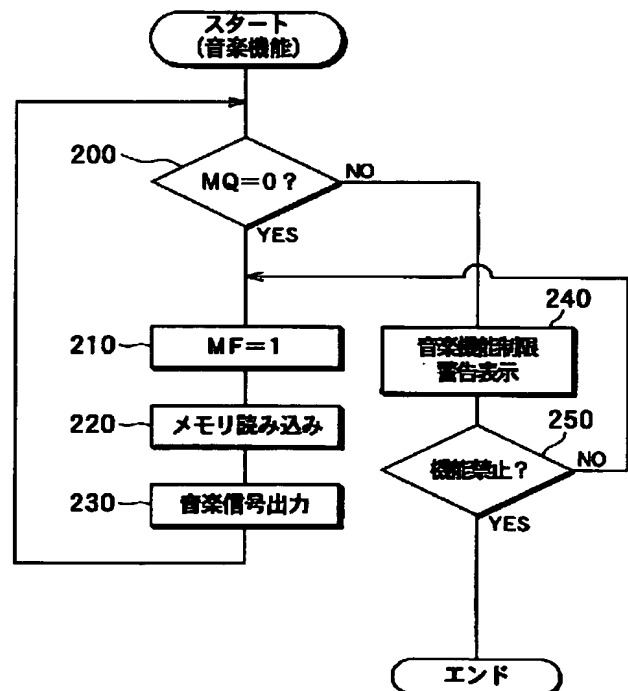 スタート
(音楽機能)
200
MQ=0?
NO
YES
240
210
MF=1
音楽機能制限
警告表示
220
メモリ読み込み
250
機能禁止?
NO
230
音楽信号出力
YES
エンド